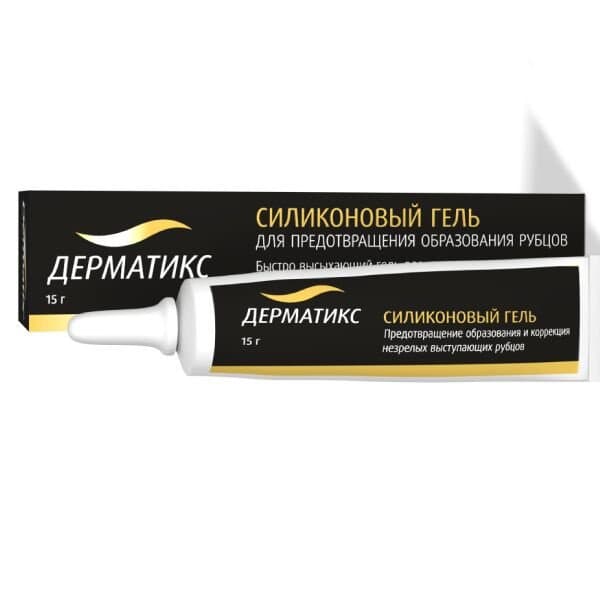 СИЛИКОНОВЫЙ ГЕЛЬ
ДЛЯ ПРЕДОТВРАЩЕНИЯ ОБРАЗОВАНИЯ РУБЦОВ
Быстро высыхающий гель
ДЕРМАТИКС
15 г
ДЕРМАТИКС
15 г
СИЛИКОНОВЫЙ ГЕЛЬ
Предотвращение образования и коррекция
незрелых выступающих рубцов